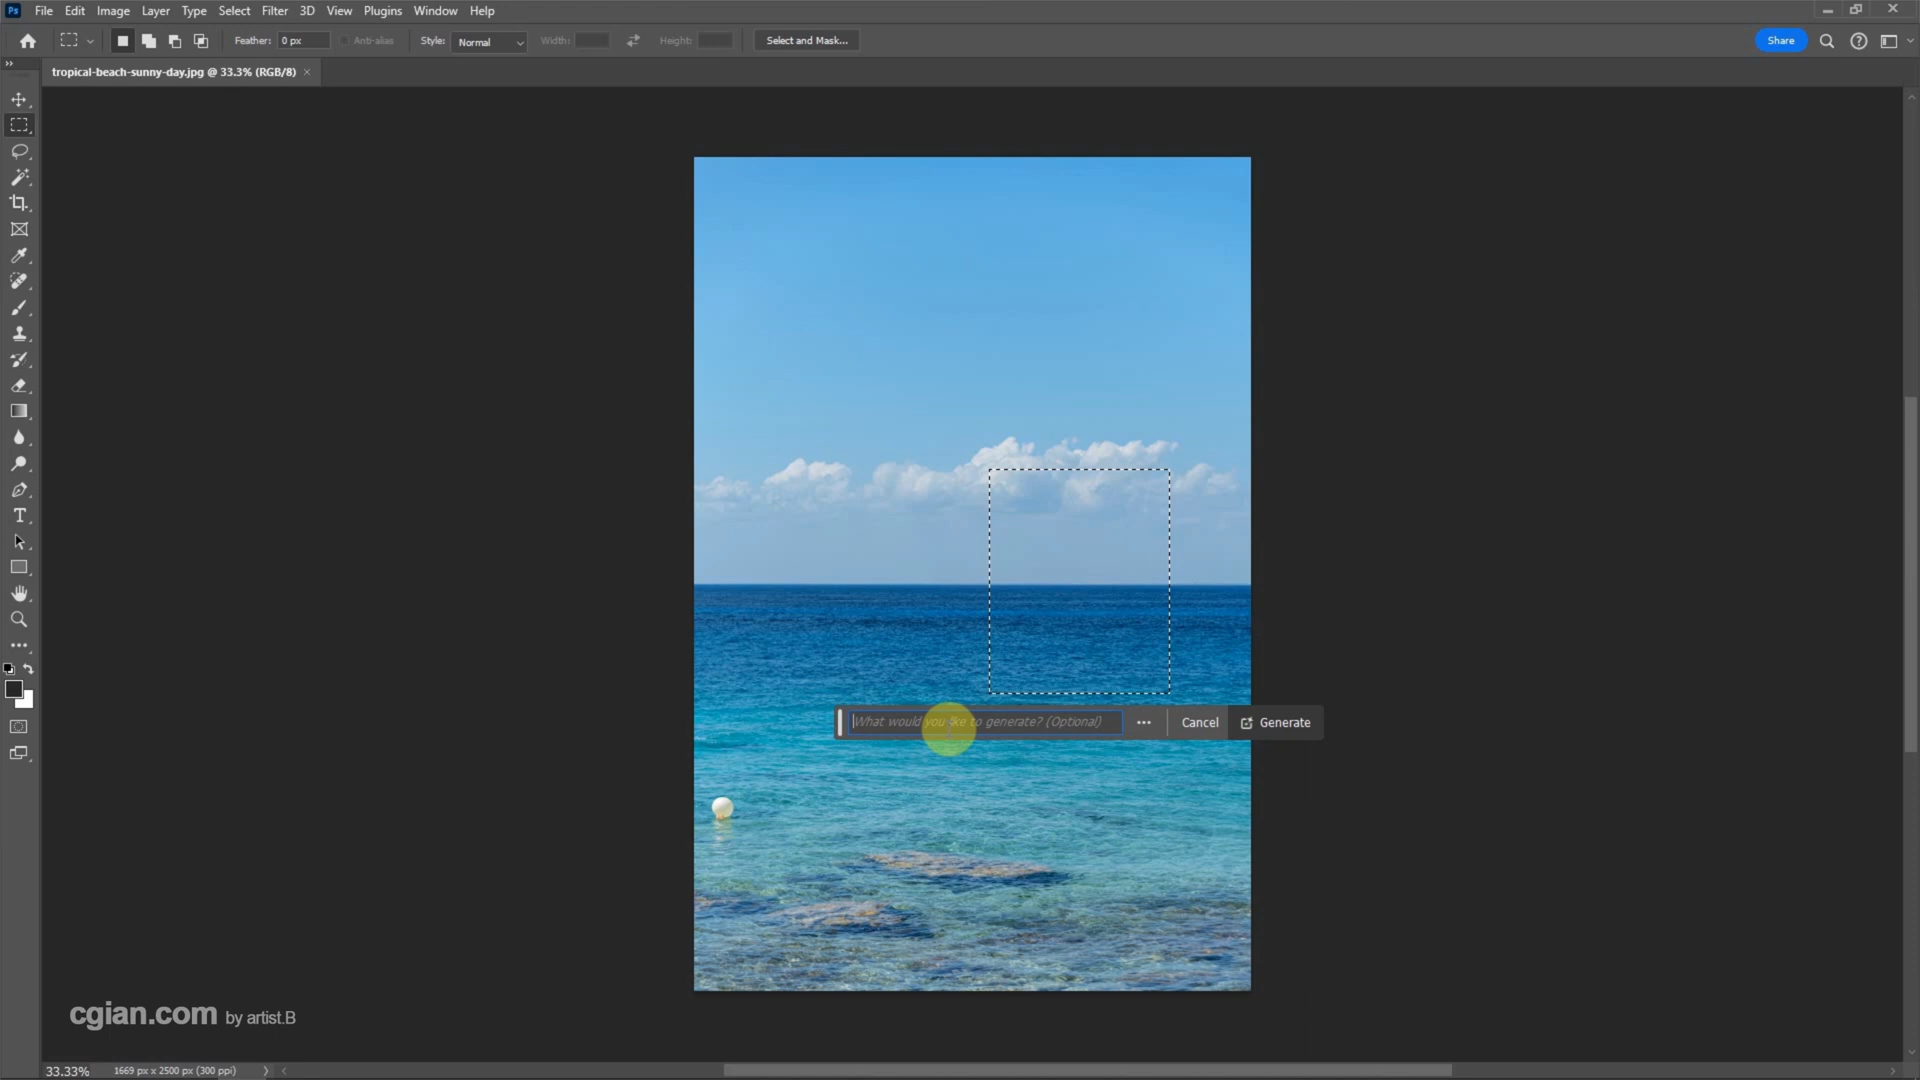 Ps File Edit Image Layer Type Select Filter 3D View Plugins Window Help
Feather: 0 px Anti-alias Style: Normal Width: Height: Select and Mask... Share
tropical-beach-sunny-day.jpg @ 33.3% (RGB/8) ×
What would you like to generate? (Optional) Cancel Generate
cgian.com by artist.B
33.33% 1669 px x 2500 px (300 ppi)